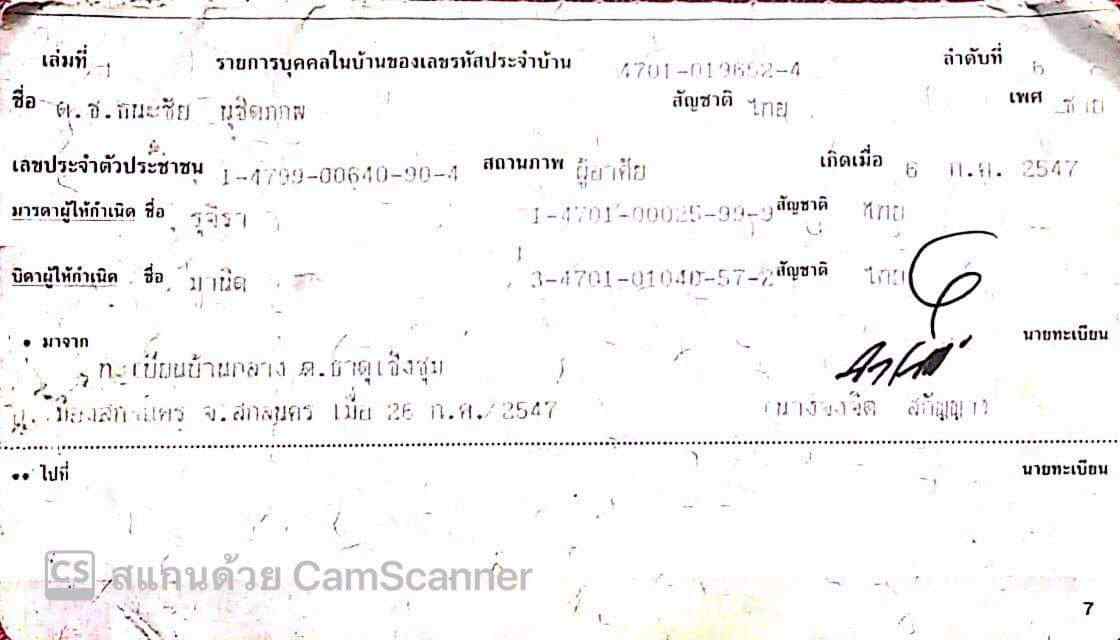 เล่มที่ 1 รายการบุคคลในบ้านของเลขรหัสประจำบ้าน 4701-019652-4 ลำดับที่ 6
ชื่อ ด.ช.ธนะชัย นุชิตภาพ สัญชาติ ไทย เพศ ชาย
เลขประจำตัวประชาชน 1-4799-00640-90-4 สถานภาพ ผู้อาศัย เกิดเมื่อ 6 ก.ค. 2547
มารดาผู้ให้กำเนิด ชื่อ รุจิรา 1-4701-00025-99-9 สัญชาติ ไทย
บิดาผู้ให้กำเนิด ชื่อ มานิต 3-4701-01040-57-2 สัญชาติ ไทย
• มาจาก นายทะเบียน
ทะเบียนบ้านกลาง ต.ธาตุเชิงชุม
อ.เมืองสกลนคร จ.สกลนคร เมื่อ 26 ก.ค. 2547 (นางจงจิต
•• ไปที่ นายทะเบียน
CS สแกนด้วย CamScanner
7